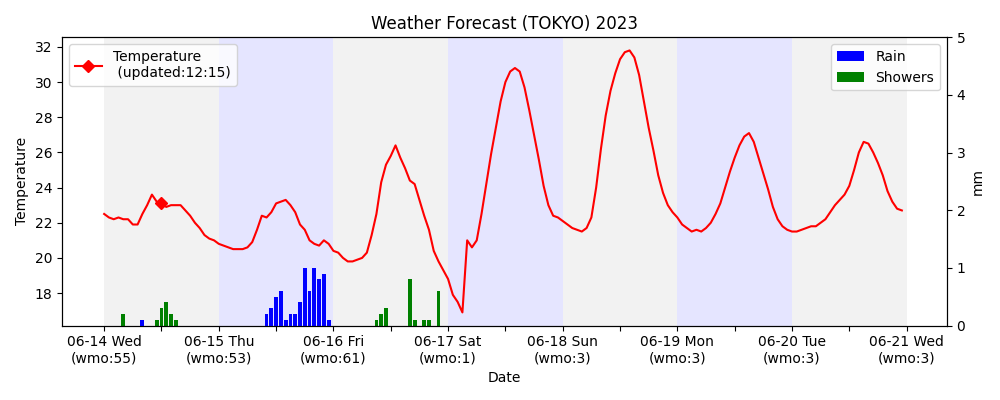 Weather Forecast (TOKYO) 2023
Temperature
(updated:12:15)
Rain
Showers
32
30
28
26
24
22
20
18
Temperature
5
4
3
2
1
0
mm
06-14 Wed
(wmo:55)
06-15 Thu
(wmo:53)
06-16 Fri
(wmo:61)
06-17 Sat
(wmo:1)
06-18 Sun
(wmo:3)
06-19 Mon
(wmo:3)
06-20 Tue
(wmo:3)
06-21 Wed
(wmo:3)
Date